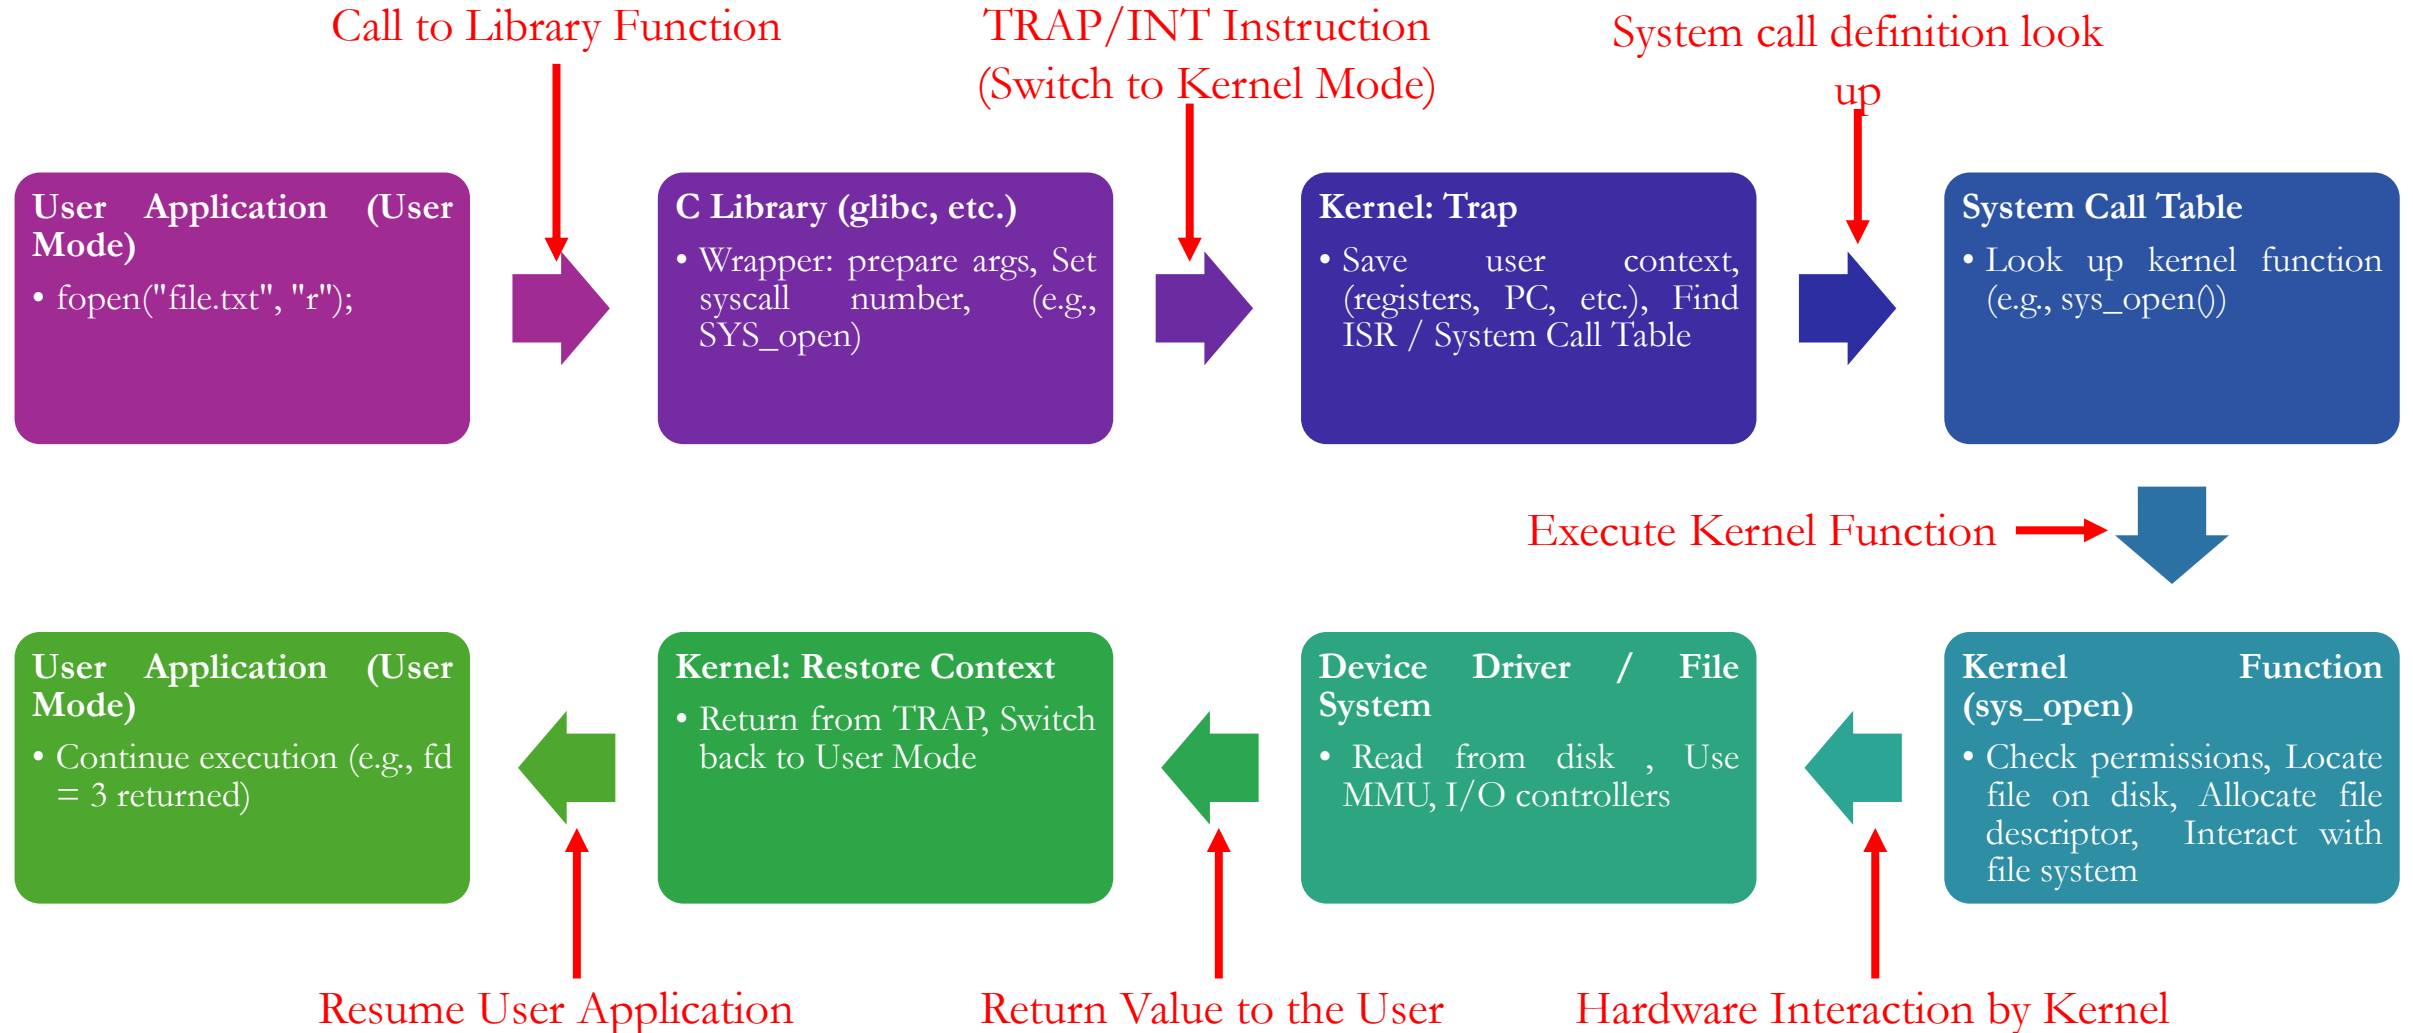 Call to Library Function
TRAP/INT Instruction
(Switch to Kernel Mode)
System call definition look
up
User Application (User
Mode)
• fopen("file.txt", "r");
C Library (glibc, etc.)
• Wrapper: prepare args, Set
syscall number, (e.g.,
SYS_open)
Kernel: Trap
• Save user context,
(registers, PC, etc.), Find
ISR / System Call Table
System Call Table
• Look up kernel function
(e.g., sys_open())
Execute Kernel Function
User Application (User
Mode)
• Continue execution (e.g., fd
= 3 returned)
Kernel: Restore Context
• Return from TRAP, Switch
back to User Mode
Device Driver / File
System
• Read from disk , Use
MMU, I/O controllers
Kernel Function
(sys_open)
• Check permissions, Locate
file on disk, Allocate file
descriptor, Interact with
file system
Resume User Application
Return Value to the User
Hardware Interaction by Kernel